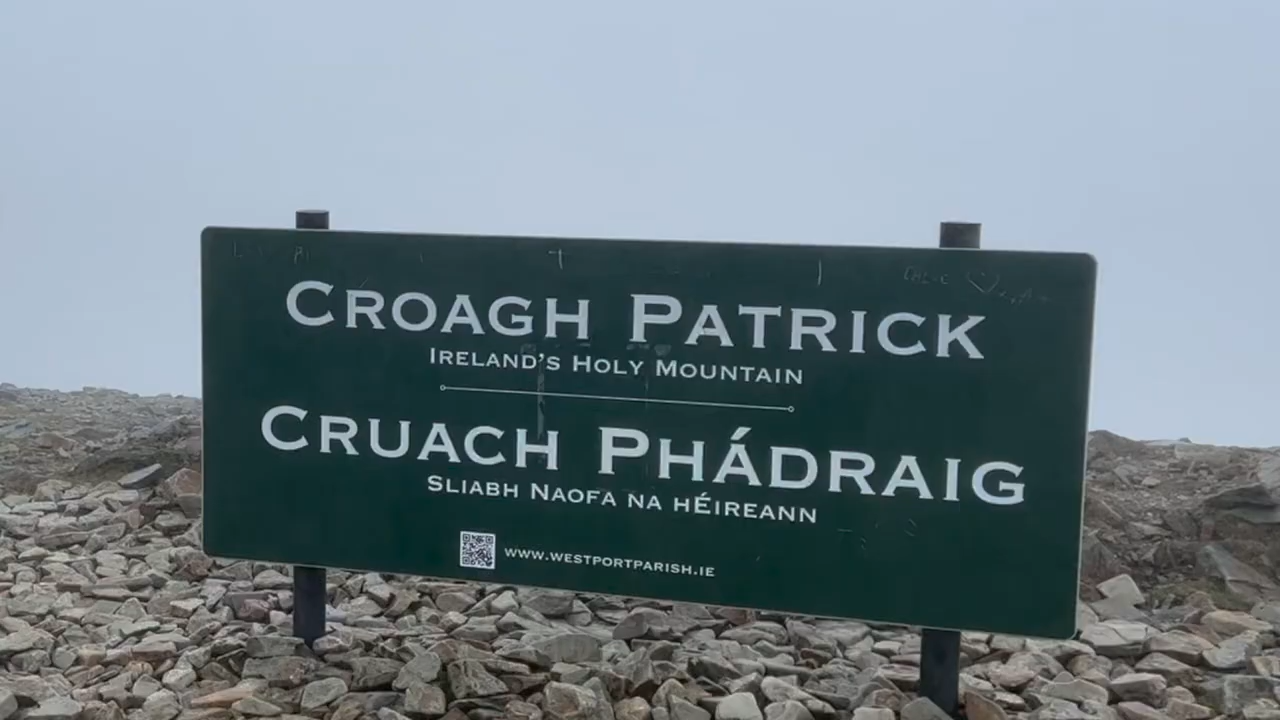 CROAGH PATRICK
IRELAND'S HOLY MOUNTAIN
CRUACH PHÁDRAIG
SLIABH NAOFA NA HÉIREANN
WWW.WESTPORTPARISH.IE